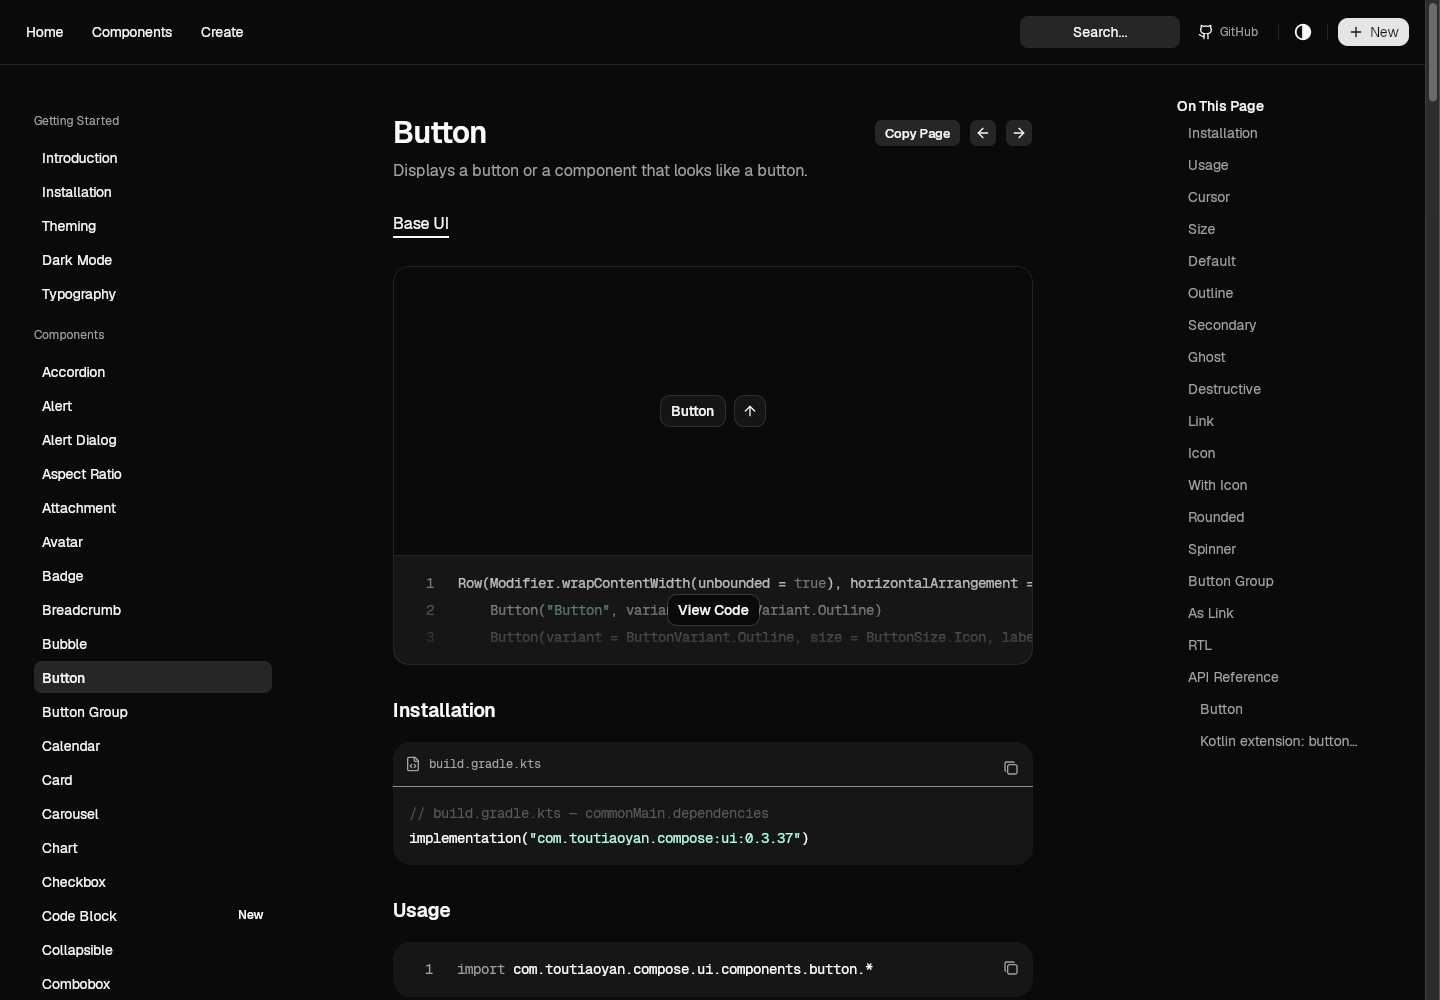 Home
Components
Create
Search...
GitHub
New
Getting Started
Introduction
Installation
Theming
Dark Mode
Typography
Components
Accordion
Alert
Alert Dialog
Aspect Ratio
Attachment
Avatar
Badge
Breadcrumb
Bubble
Button
Button Group
Calendar
Card
Carousel
Chart
Checkbox
Code Block New
Collapsible
Combobox
Button
Copy Page
Displays a button or a component that looks like a button.
Base UI
Button
1 Row(Modifier.wrapContentWidth(unbounded = true), horizontalArrangement =
2 Button("Button", varia Variant.Outline)
View Code
3 Button(variant = ButtonVariant.Outline, size = ButtonSize.Icon, labe
Installation
build.gradle.kts
// build.gradle.kts — commonMain.dependencies
implementation("com.toutiaoyan.compose:ui:0.3.37")
Usage
1 import com.toutiaoyan.compose.ui.components.button.*
On This Page
Installation
Usage
Cursor
Size
Default
Outline
Secondary
Ghost
Destructive
Link
Icon
With Icon
Rounded
Spinner
Button Group
As Link
RTL
API Reference
Button
Kotlin extension: button…